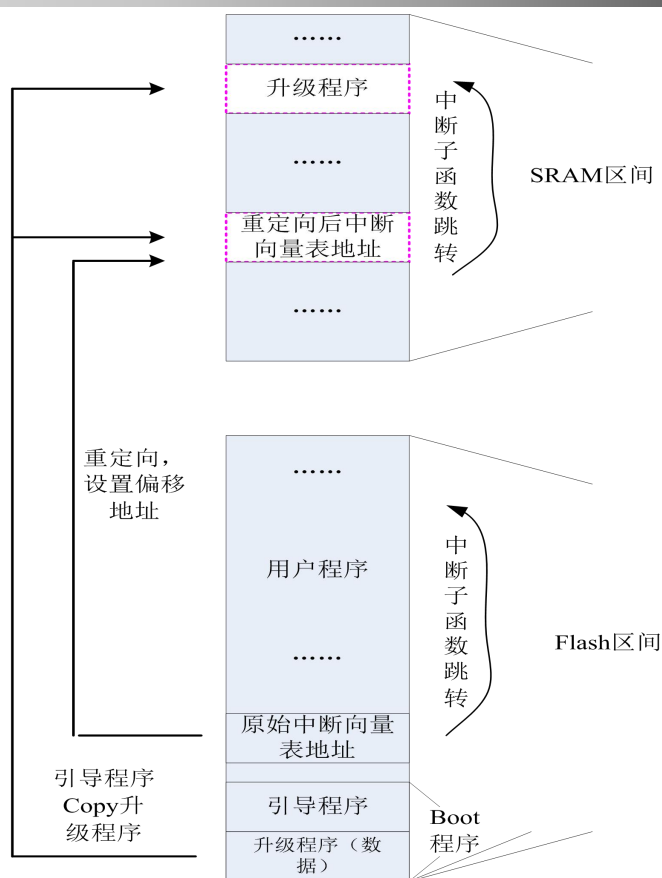 ······
升级程序
······
重定向后中断
向量表地址
······
中
断
子
函
数
跳
转
SRAM区间
重定向，
设置偏移
地址
······
用户程序
······
原始中断向量
表地址
引导程序
升级程序（数
据）
中
断
子
函
数
跳
转
Flash区间
引导程序
Copy升
级程序
Boot
程序